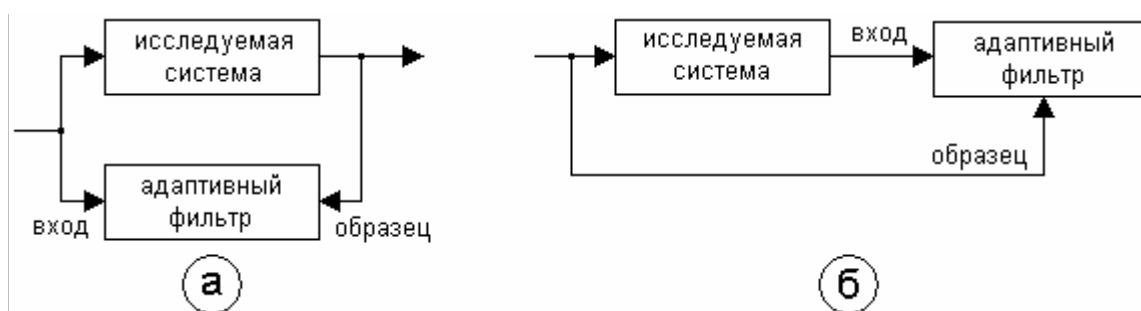 исследуемая
система
адаптивный
фильтр
вход
образец
а
исследуемая
система
вход
адаптивный
фильтр
образец
б